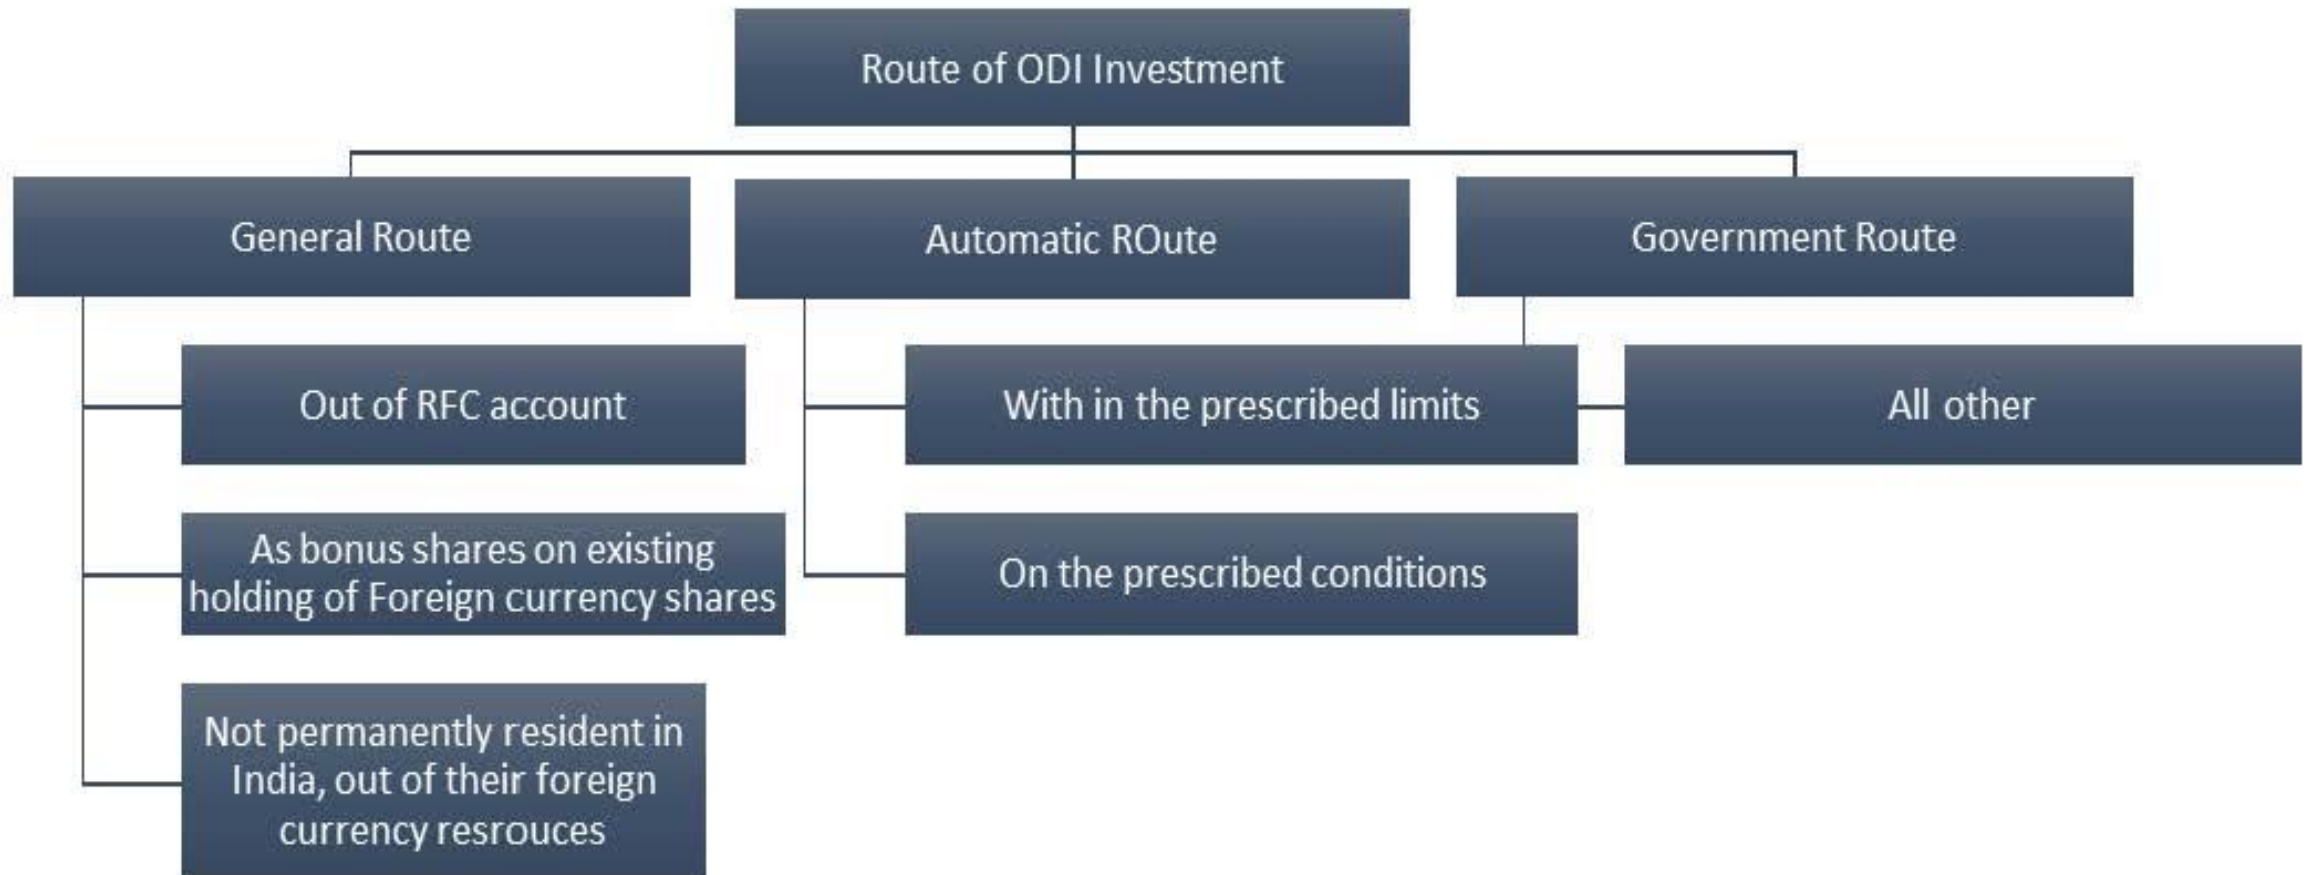 Route of ODI Investment
General Route
Automatic ROute
Government Route
Out of RFC account
With in the prescribed limits
All other
As bonus shares on existing
holding of Foreign currency shares
On the prescribed conditions
Not permanently resident in
India, out of their foreign
currency resrouces